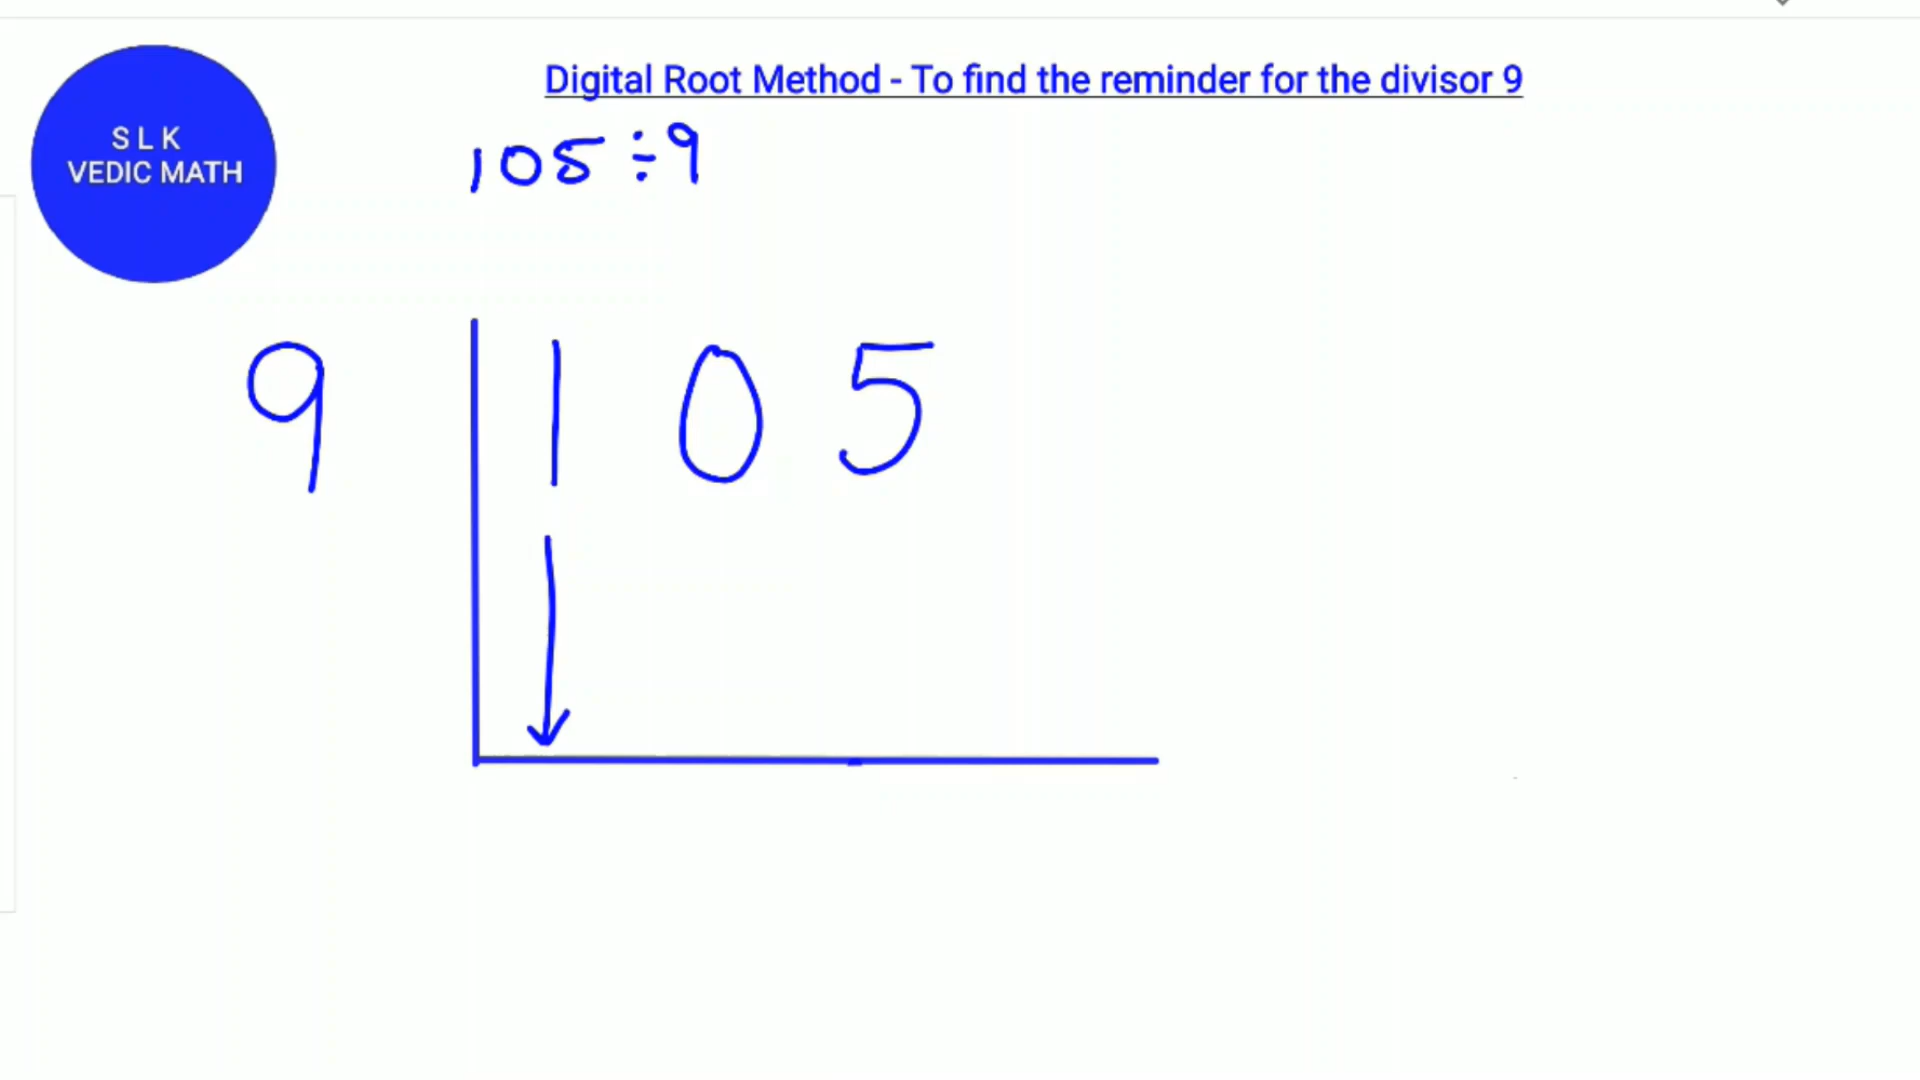 Digital Root Method - To find the reminder for the divisor 9
S L K
VEDIC MATH
105 ÷ 9
9 1 0 5